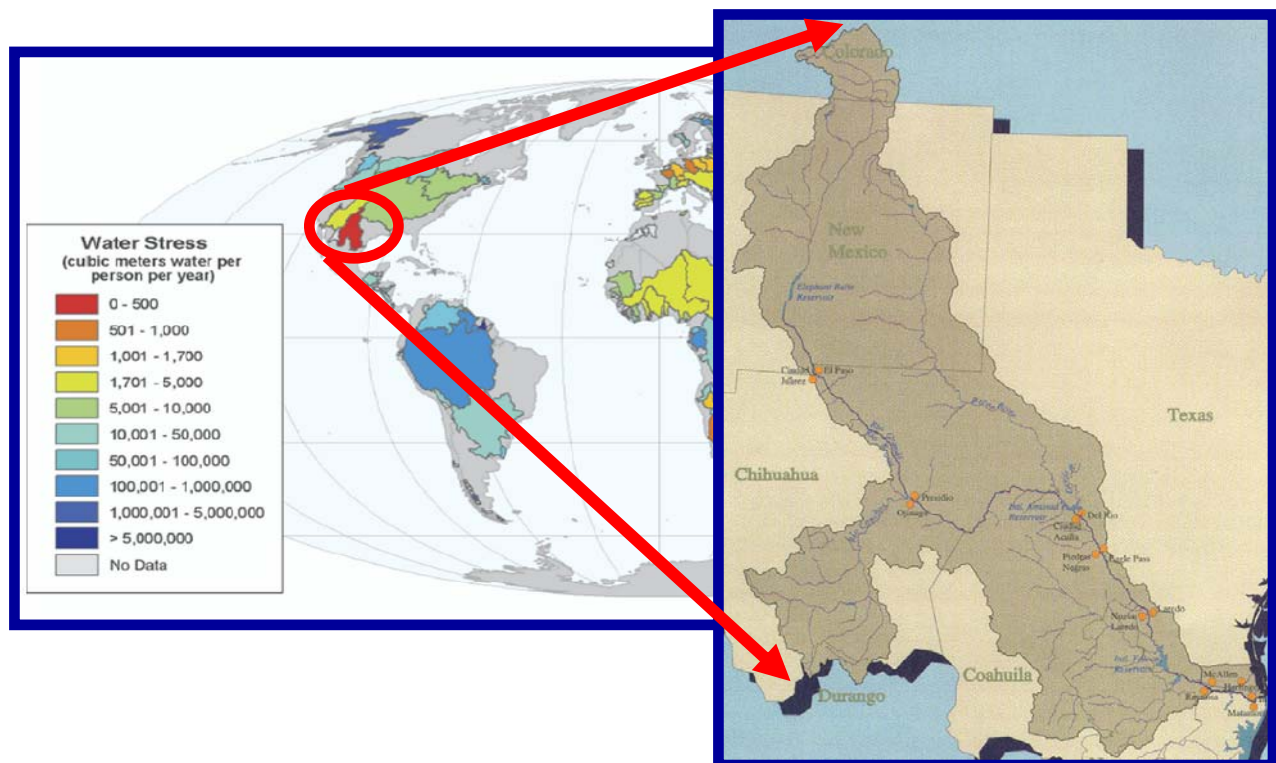 Water Stress
(cubic meters water per
person per year)
0 - 500
501 - 1,000
1,001 - 1,700
1,701 - 5,000
5,001 - 10,000
10,001 - 50,000
50,001 - 100,000
100,001 - 1,000,000
1,000,001 - 5,000,000
> 5,000,000
No Data
Colorado
New
Mexico
Elephant Butte
Reservoir
Ciudad
Juárez
El Paso
Texas
Chihuahua
Presidio
Ojinaga
Reservoir
Del Rio
Ciudad
Acuña
Piedras
Negras
Eagle Pass
Laredo
Nuevo
Laredo
Reservoir
Coahuila
Durango
McAllen
Reynosa